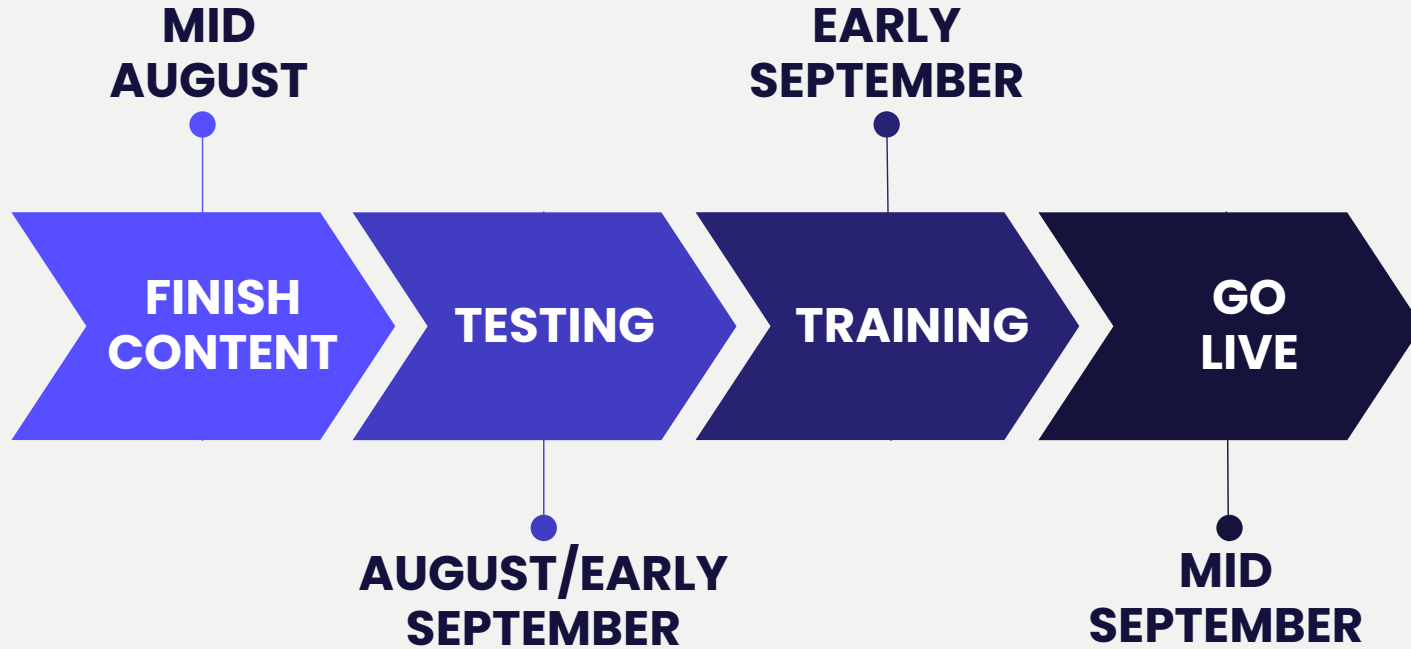 MID
AUGUST
EARLY
SEPTEMBER
FINISH
CONTENT
TESTING
TRAINING
GO
LIVE
AUGUST/EARLY
SEPTEMBER
MID
SEPTEMBER